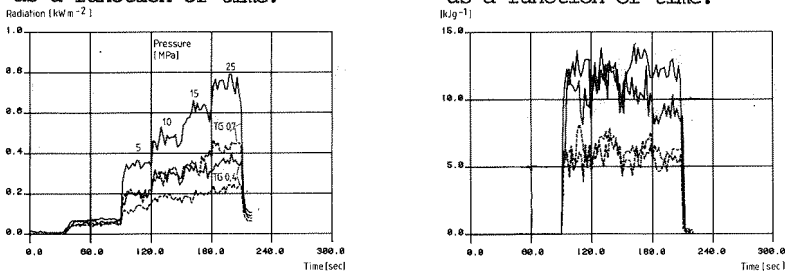 as a function of time.
Radiation [kW m-2]
1.0
0.8
0.6
0.4
0.2
0.0
Pressure
[MPa]
5
10
15
25
TG 0,7
TG 0,4
0.0 60.0 120.0 180.0 240.0 300.0
Time [sec]
as a function of time.
[kJg-1]
15.0
10.0
5.0
0.0
0.0 60.0 120.0 180.0 240.0 300.0
Time [sec]